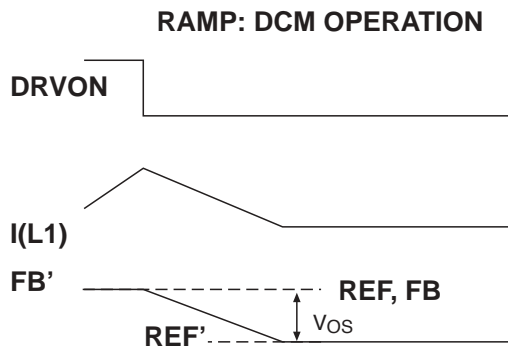 RAMP: DCM OPERATION
DRVON
I(L1)
FB’
REF, FB
VOS
REF’